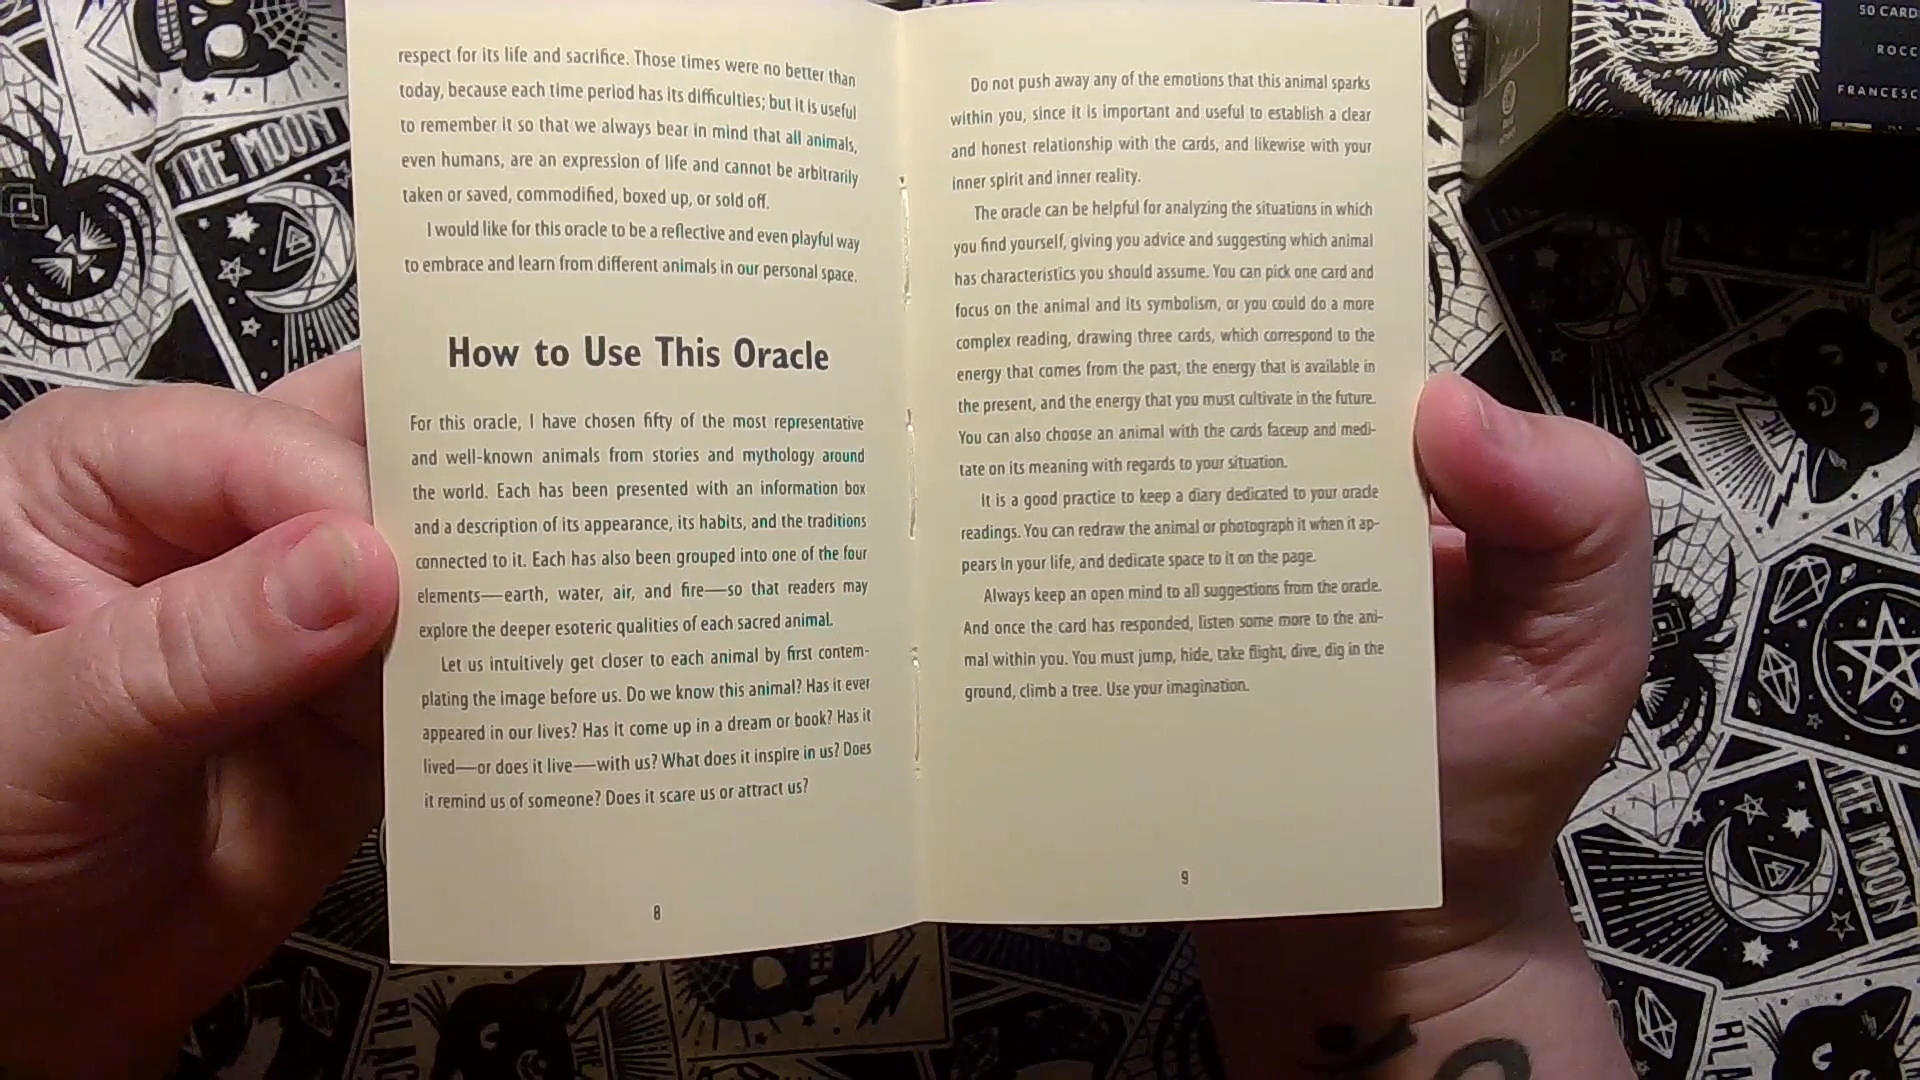 respect for its life and sacrifice. Those times were no better than
today, because each time period has its difficulties; but it is useful
to remember it so that we always bear in mind that all animals,
even humans, are an expression of life and cannot be arbitrarily
taken or saved, commodified, boxed up, or sold off.
I would like for this oracle to be a reflective and even playful way
to embrace and learn from different animals in our personal space.
How to Use This Oracle
For this oracle, I have chosen fifty of the most representative
and well-known animals from stories and mythology around
the world. Each has been presented with an information box
and a description of its appearance, its habits, and the traditions
connected to it. Each has also been grouped into one of the four
elements—earth, water, air, and fire—so that readers may
explore the deeper esoteric qualities of each sacred animal.
Let us intuitively get closer to each animal by first contem-
plating the image before us. Do we know this animal? Has it ever
appeared in our lives? Has it come up in a dream or book? Has it
lived—or does it live—with us? What does it inspire in us? Does
it remind us of someone? Does it scare us or attract us?
8
Do not push away any of the emotions that this animal sparks
within you, since it is important and useful to establish a clear
and honest relationship with the cards, and likewise with your
inner spirit and inner reality.
The oracle can be helpful for analyzing the situations in which
you find yourself, giving you advice and suggesting which animal
has characteristics you should assume. You can pick one card and
focus on the animal and its symbolism, or you could do a more
complex reading, drawing three cards, which correspond to the
energy that comes from the past, the energy that is available in
the present, and the energy that you must cultivate in the future.
You can also choose an animal with the cards faceup and medi-
tate on its meaning with regards to your situation.
It is a good practice to keep a diary dedicated to your oracle
readings. You can redraw the animal or photograph it when it ap-
pears in your life, and dedicate space to it on the page.
Always keep an open mind to all suggestions from the oracle.
And once the card has responded, listen some more to the ani-
mal within you. You must jump, hide, take flight, dive, dig in the
ground, climb a tree. Use your imagination.
9
50 CARD
ROCC
FRANCESC
THE MOON
THE MOON